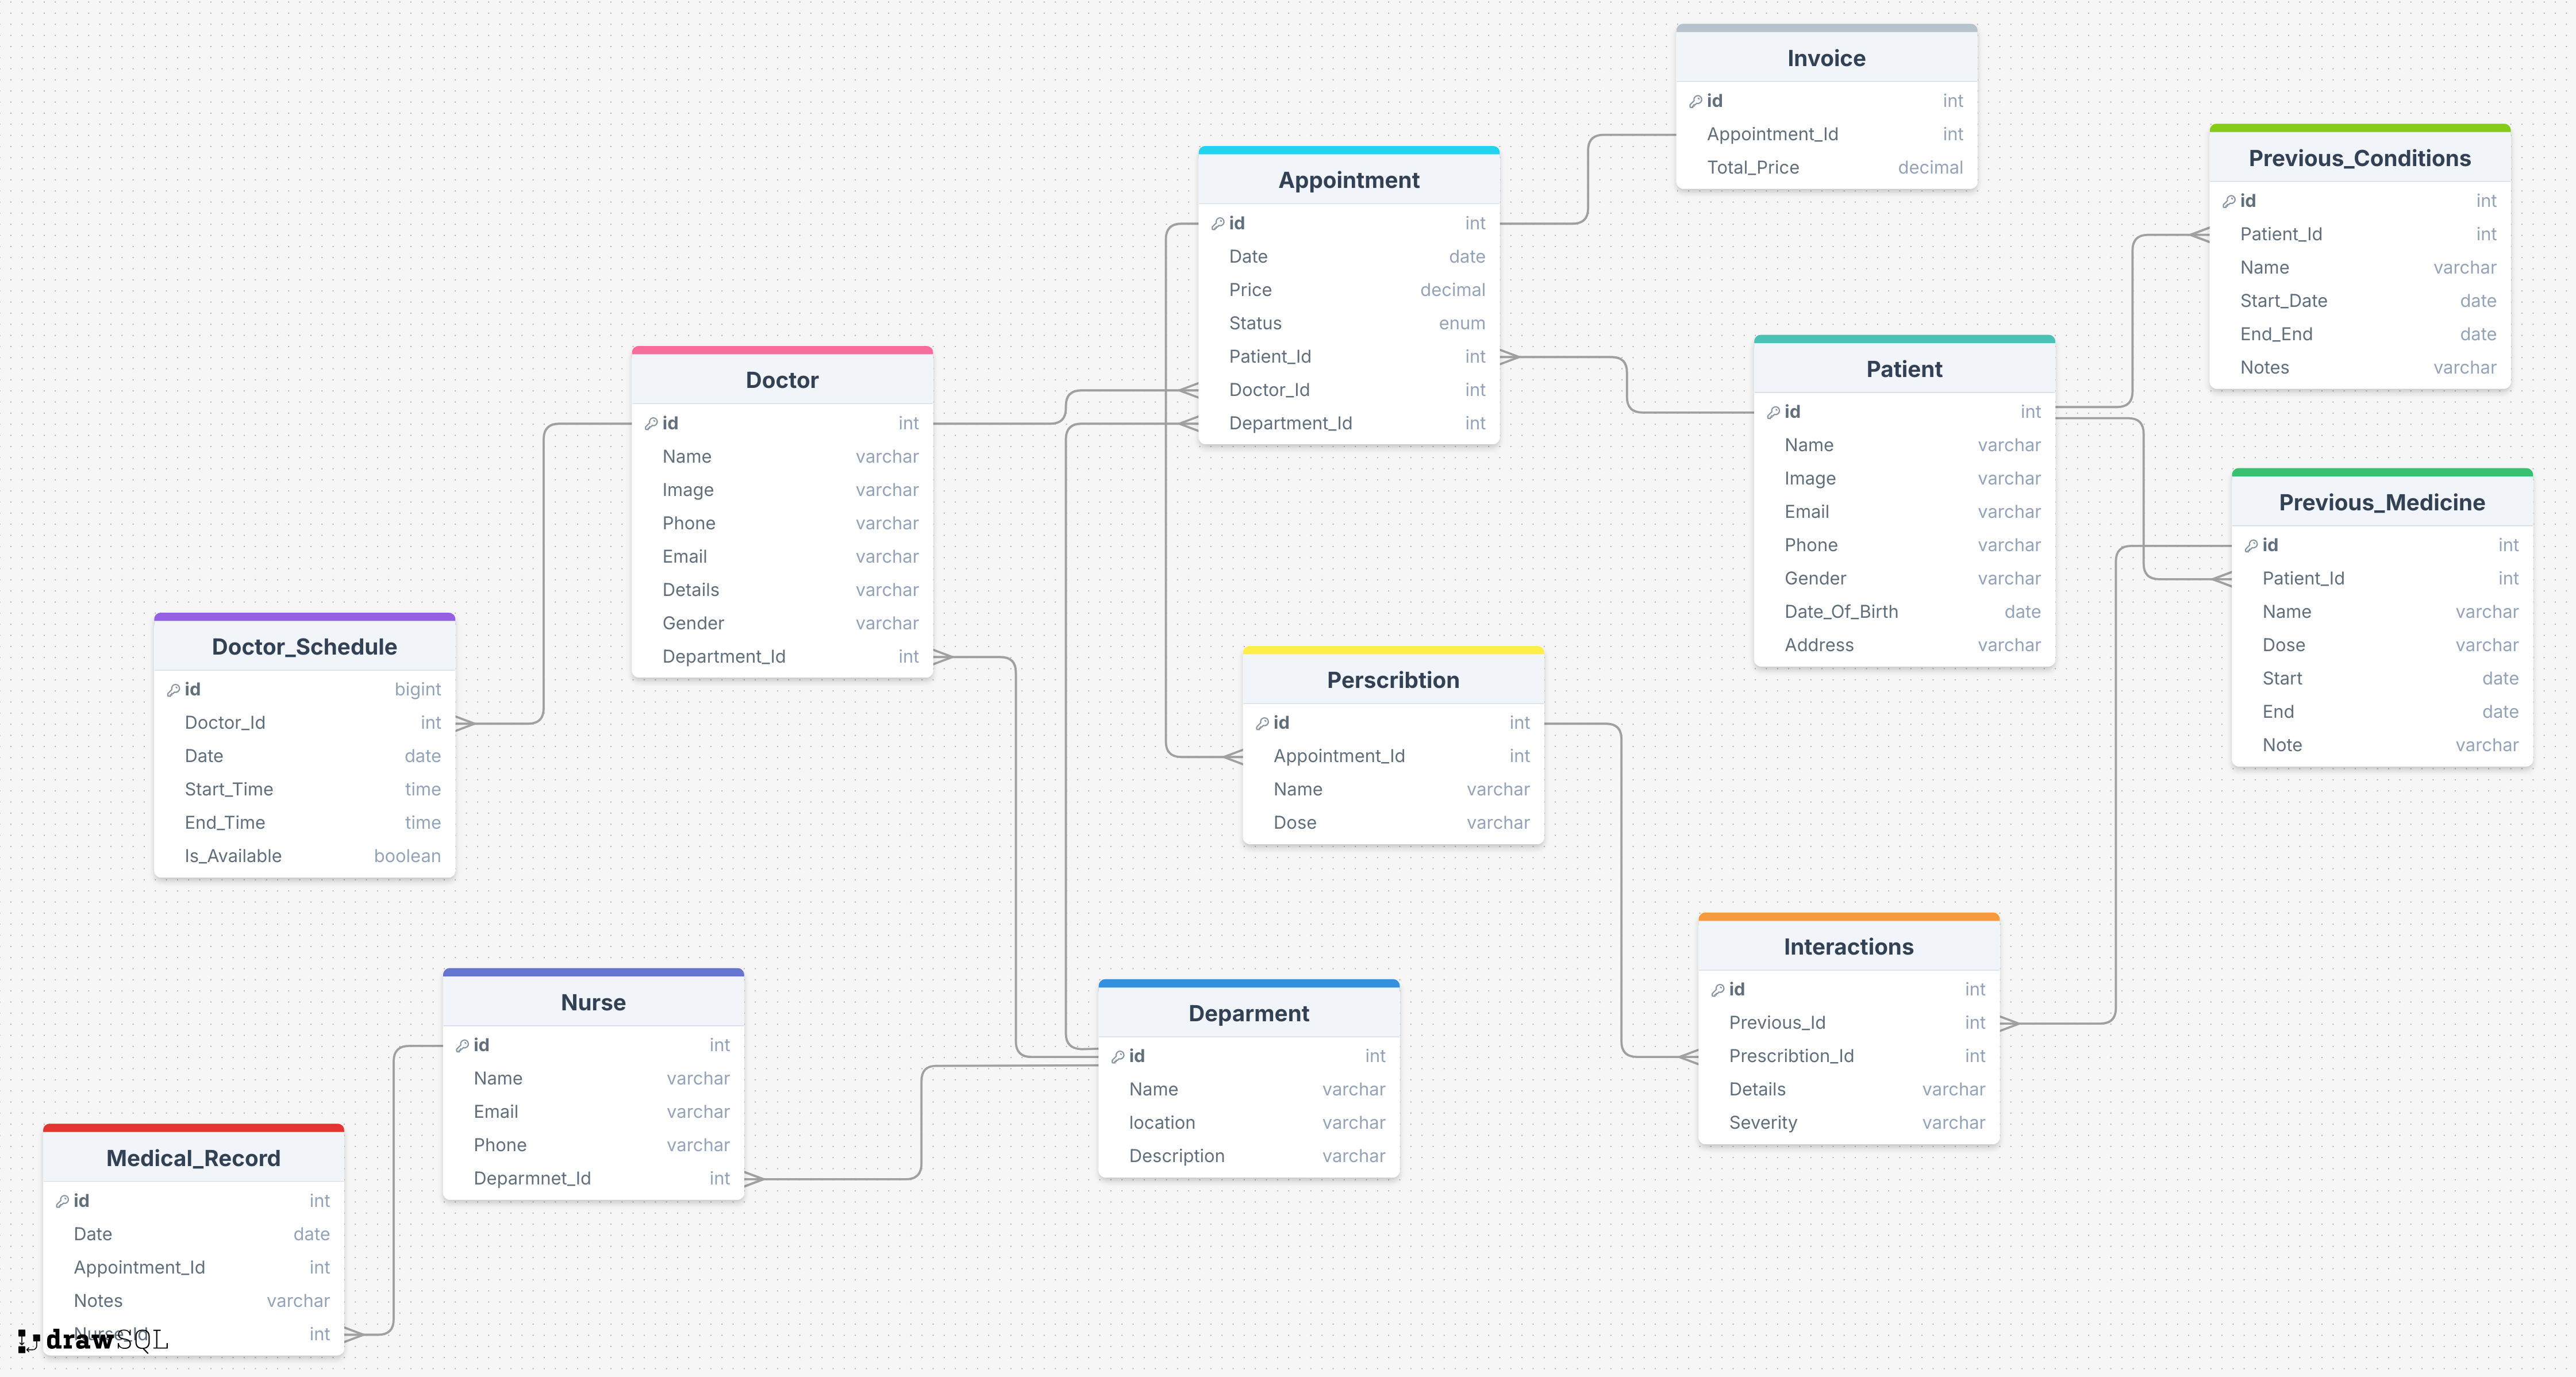 Invoice
id int
Appointment_Id int
Total_Price decimal
Previous_Conditions
id int
Patient_Id int
Name varchar
Start_Date date
End_End date
Notes varchar
Appointment
id int
Date date
Price decimal
Status enum
Patient_Id int
Doctor_Id int
Department_Id int
Patient
id int
Name varchar
Image varchar
Email varchar
Phone varchar
Gender varchar
Date_Of_Birth date
Address varchar
Doctor
id int
Name varchar
Image varchar
Phone varchar
Email varchar
Details varchar
Gender varchar
Department_Id int
Previous_Medicine
id int
Patient_Id int
Name varchar
Dose varchar
Start date
End date
Note varchar
Doctor_Schedule
id bigint
Doctor_Id int
Date date
Start_Time time
End_Time time
Is_Available boolean
Perscribtion
id int
Appointment_Id int
Name varchar
Dose varchar
Interactions
id int
Previous_Id int
Prescribtion_Id int
Details varchar
Severity varchar
Nurse
id int
Name varchar
Email varchar
Phone varchar
Deparmnet_Id int
Deparment
id int
Name varchar
location varchar
Description varchar
Medical_Record
id int
Date date
Appointment_Id int
Notes varchar
Nurse_Id int
drawSQL